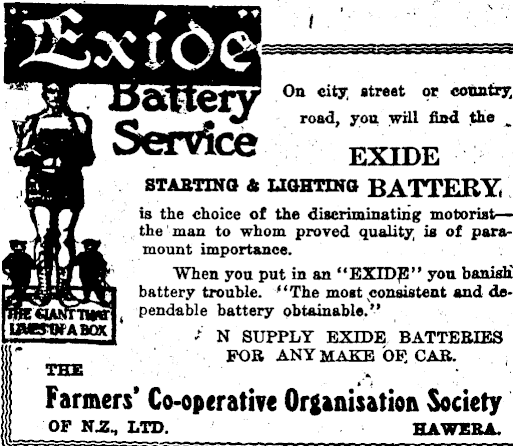 "Exide"
Battery
Service
On city street or country
road, you will find the
EXIDE
STARTING & LIGHTING BATTERY,
is the choice of the discriminating motorist—
the man to whom proved quality is of para-
mount importance.
When you put in an "EXIDE" you banish
battery trouble. "The most consistent and de-
pendable battery obtainable."
N SUPPLY EXIDE BATTERIES
FOR ANY MAKE OF CAR.
THE GIANT THAT
LIVES IN A BOX
THE
Farmers' Co-operative Organisation Society
OF N.Z., LTD. HAWERA.